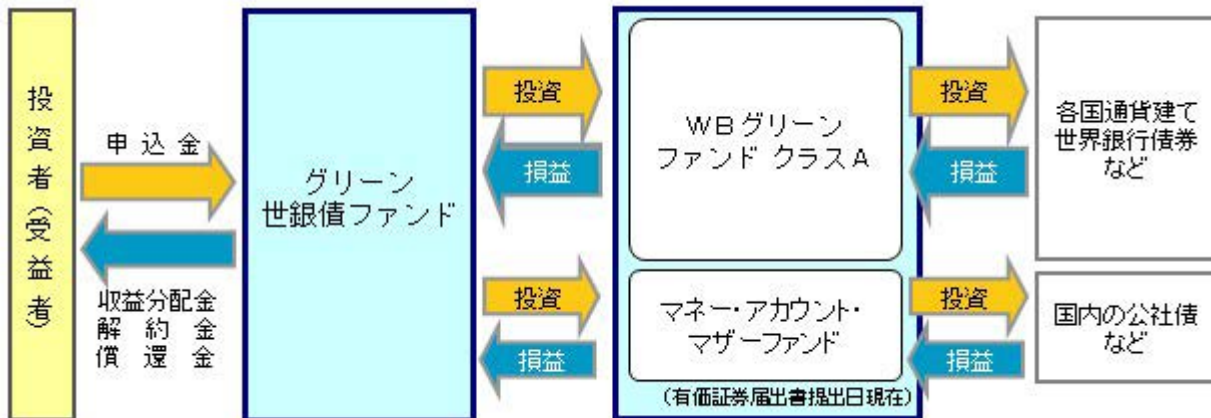 投資者(受益者)
申込金
収益分配金
解約金
償還金
グリーン
世銀債ファンド
投資
損益
投資
損益
WBグリーン
ファンド クラスA
マネー・アカウント・
マザーファンド
(有価証券届出書提出日現在)
投資
損益
投資
損益
各国通貨建て
世界銀行債券
など
国内の公社債
など